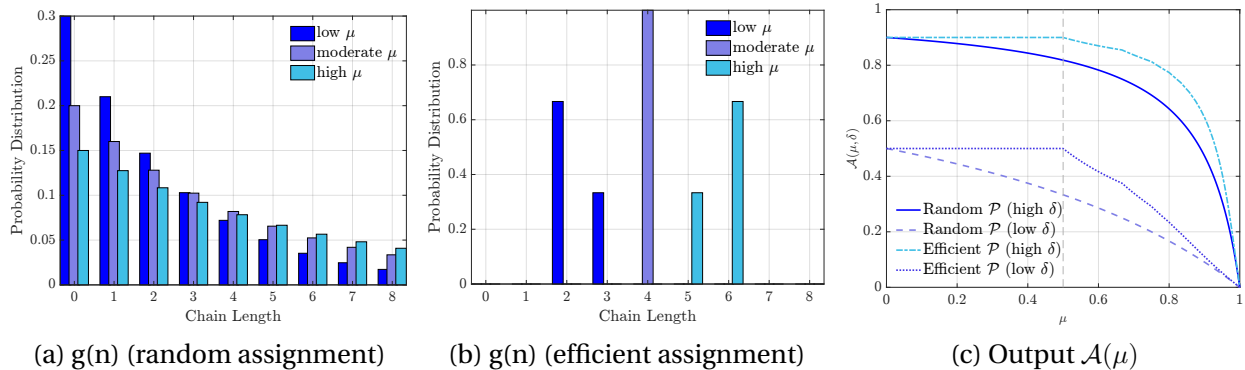 0.3
0.25
0.2
0.15
0.1
0.05
0
Probability Distribution
low μ
moderate μ
high μ
0 1 2 3 4 5 6 7 8
Chain Length
(a) g(n) (random assignment)
0.8
0.6
0.4
0.2
0
Probability Distribution
low μ
moderate μ
high μ
0 1 2 3 4 5 6 7 8
Chain Length
(b) g(n) (efficient assignment)
1
0.8
0.6
0.4
0.2
0
𝒜(μ,δ)
Random 𝒫 (high δ)
Random 𝒫 (low δ)
Efficient 𝒫 (high δ)
Efficient 𝒫 (low δ)
0 0.2 0.4 0.6 0.8 1
μ
(c) Output 𝒜(μ)